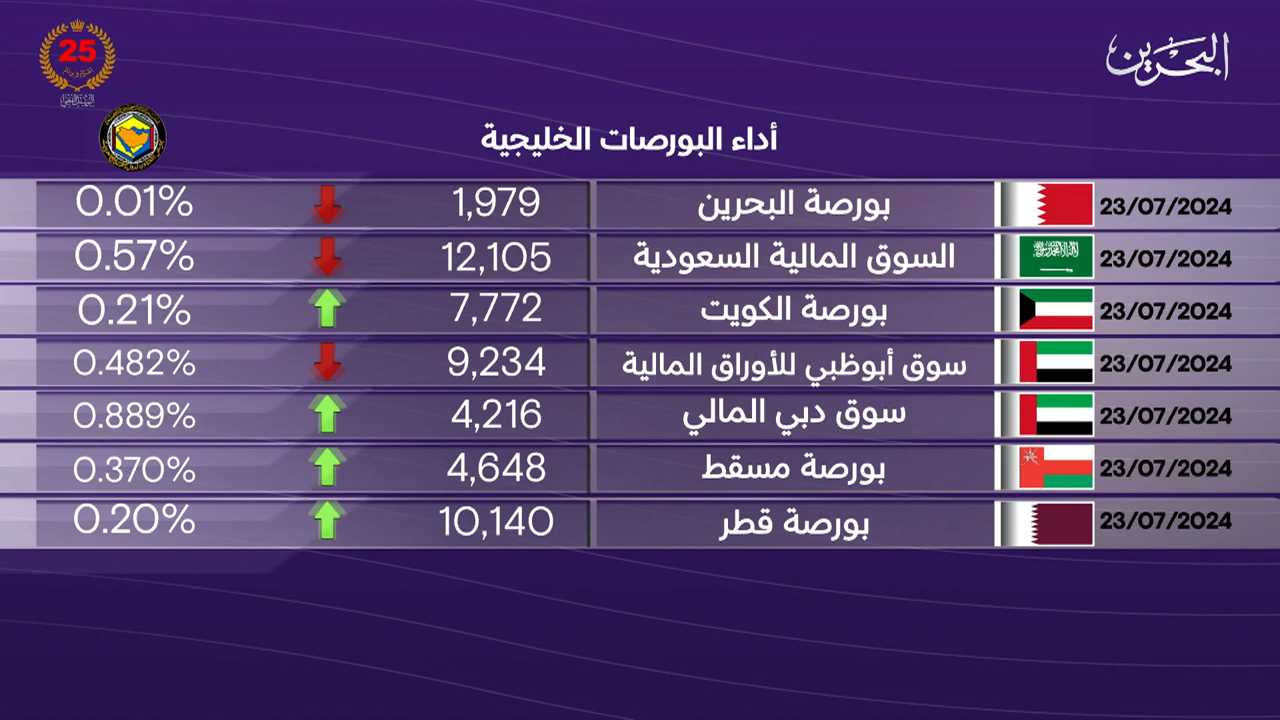 البحرين
25
أداء البورصات الخليجية
23/07/2024 بورصة البحرين 1,979 0.01%
23/07/2024 السوق المالية السعودية 12,105 0.57%
23/07/2024 بورصة الكويت 7,772 0.21%
23/07/2024 سوق أبوظبي للأوراق المالية 9,234 0.482%
23/07/2024 سوق دبي المالي 4,216 0.889%
23/07/2024 بورصة مسقط 4,648 0.370%
23/07/2024 بورصة قطر 10,140 0.20%